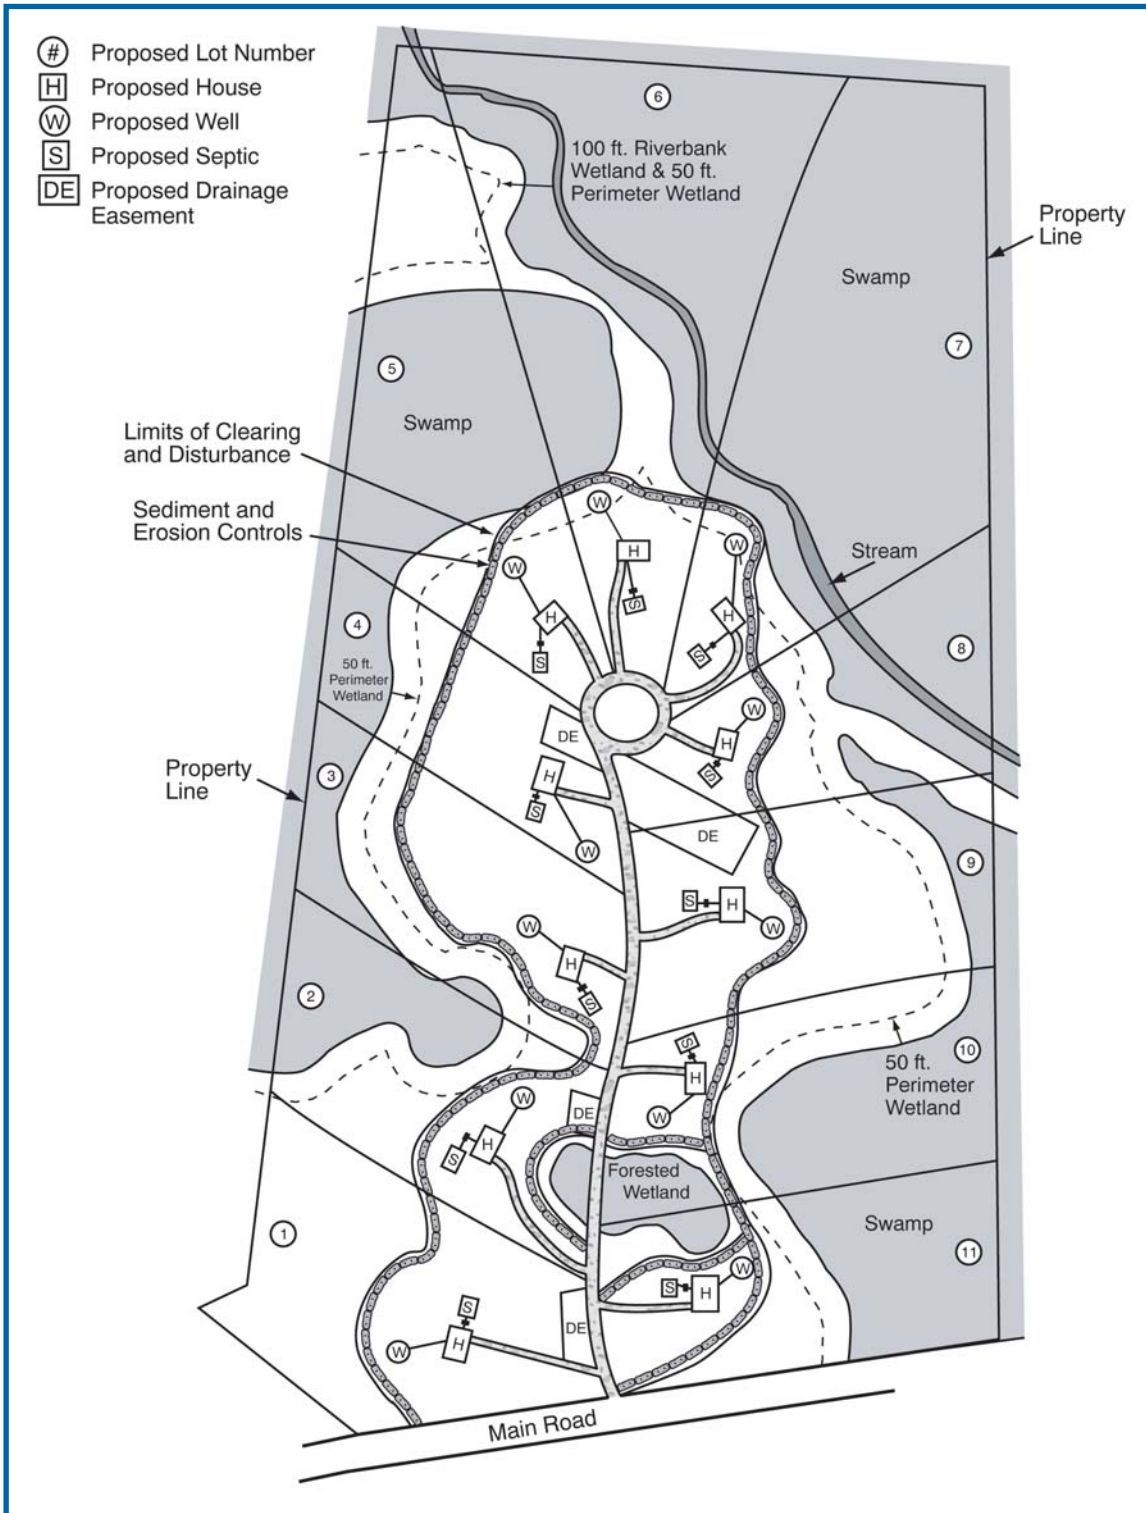 # Proposed Lot Number
H Proposed House
W Proposed Well
S Proposed Septic
DE Proposed Drainage
Easement
6
100 ft. Riverbank
Wetland & 50 ft.
Perimeter Wetland
Property
Line
Swamp
7
5
Swamp
Limits of Clearing
and Disturbance
Sediment and
Erosion Controls
W
H
S
W
H
S
W
H
S
Stream
4
50 ft.
Perimeter
Wetland
8
W
H
S
DE
Property
Line
3
H
S
W
DE
9
S
H
W
W
H
S
2
10
50 ft.
Perimeter
Wetland
S
H
W
DE
W
H
S
Forested
Wetland
Swamp
1
11
W
S
H
DE
S
H
W
Main Road